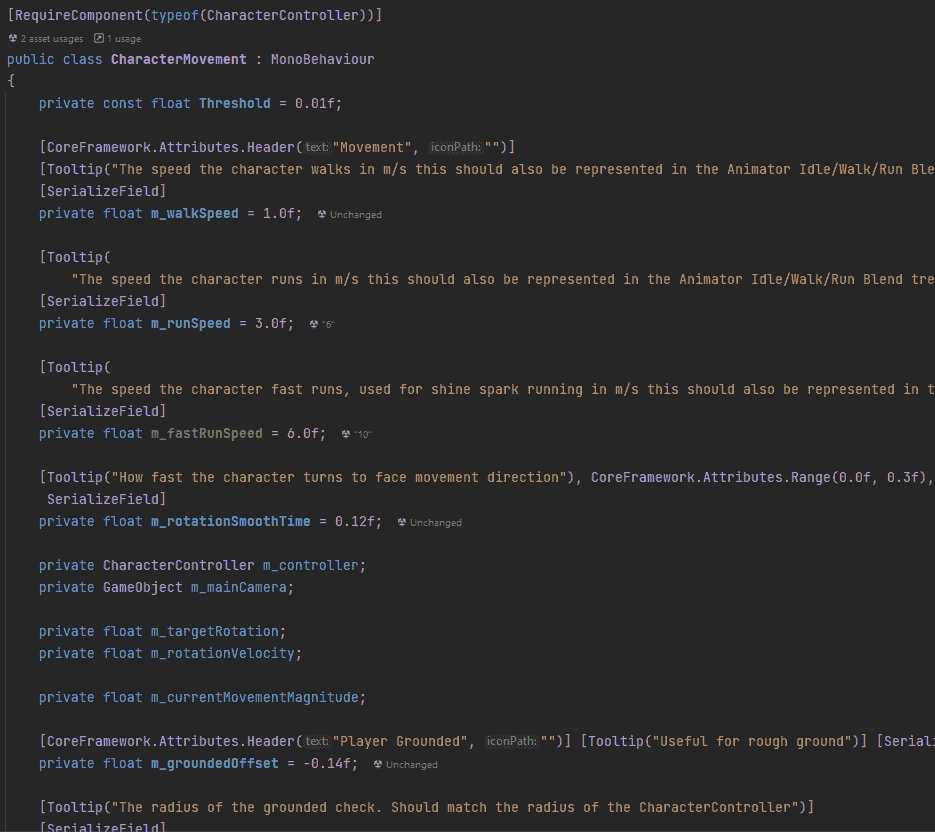 [RequireComponent(typeof(CharacterController))]
2 asset usages 1 usage
public class CharacterMovement : MonoBehaviour
{
private const float Threshold = 0.01f;
[CoreFramework.Attributes.Header( text: "Movement", iconPath: "")]
[Tooltip("The speed the character walks in m/s this should also be represented in the Animator Idle/Walk/Run Ble
[SerializeField]
private float m_walkSpeed = 1.0f; Unchanged
[Tooltip(
"The speed the character runs in m/s this should also be represented in the Animator Idle/Walk/Run Blend tre
[SerializeField]
private float m_runSpeed = 3.0f; "6"
[Tooltip(
"The speed the character fast runs, used for shine spark running in m/s this should also be represented in t
[SerializeField]
private float m_fastRunSpeed = 6.0f; "10"
[Tooltip("How fast the character turns to face movement direction"), CoreFramework.Attributes.Range(0.0f, 0.3f),
SerializeField]
private float m_rotationSmoothTime = 0.12f; Unchanged
private CharacterController m_controller;
private GameObject m_mainCamera;
private float m_targetRotation;
private float m_rotationVelocity;
private float m_currentMovementMagnitude;
[CoreFramework.Attributes.Header( text: "Player Grounded", iconPath: "")] [Tooltip("Useful for rough ground")] [Seriali
private float m_groundedOffset = -0.14f; Unchanged
[Tooltip("The radius of the grounded check. Should match the radius of the CharacterController")]
[SerializeField]